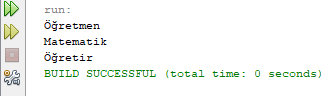 run:
Öğretmen
Matematik
Öğretir
BUILD SUCCESSFUL (total time: 0 seconds)